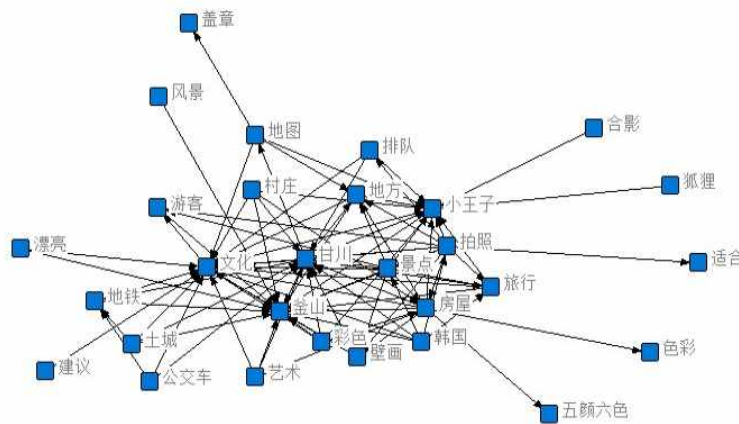 盖章
风景
合影
地图
排队
狐狸
村庄
地方
游客
小王子
漂亮
拍照
文化
甘川
景点
适合
旅行
地铁
釜山
房屋
土城
彩色
韩国
色彩
壁画
建议
公交车
艺术
五颜六色